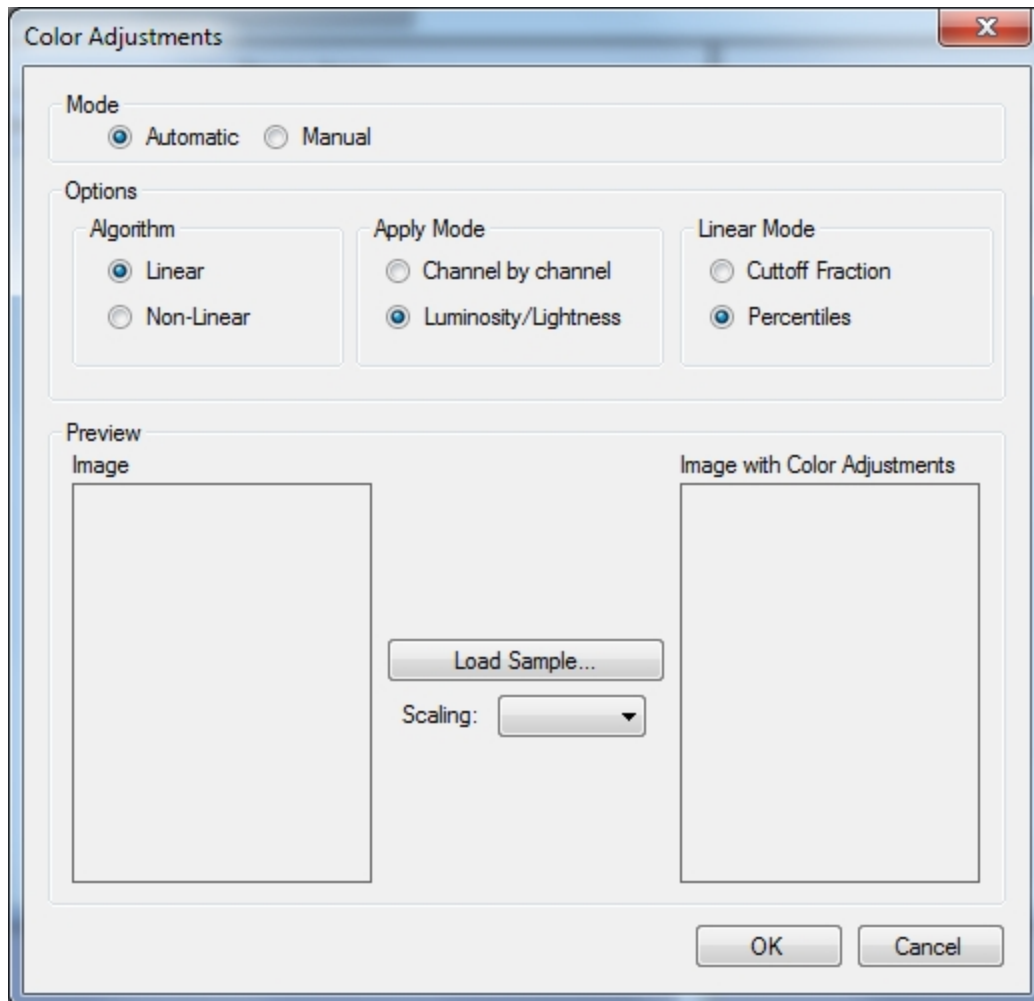 Color Adjustments
Mode
Automatic Manual
Options
Algorithm Apply Mode Linear Mode
Linear Channel by channel Cuttoff Fraction
Non-Linear Luminosity/Lightness Percentiles
Preview
Image Image with Color Adjustments
Load Sample...
Scaling:
OK Cancel